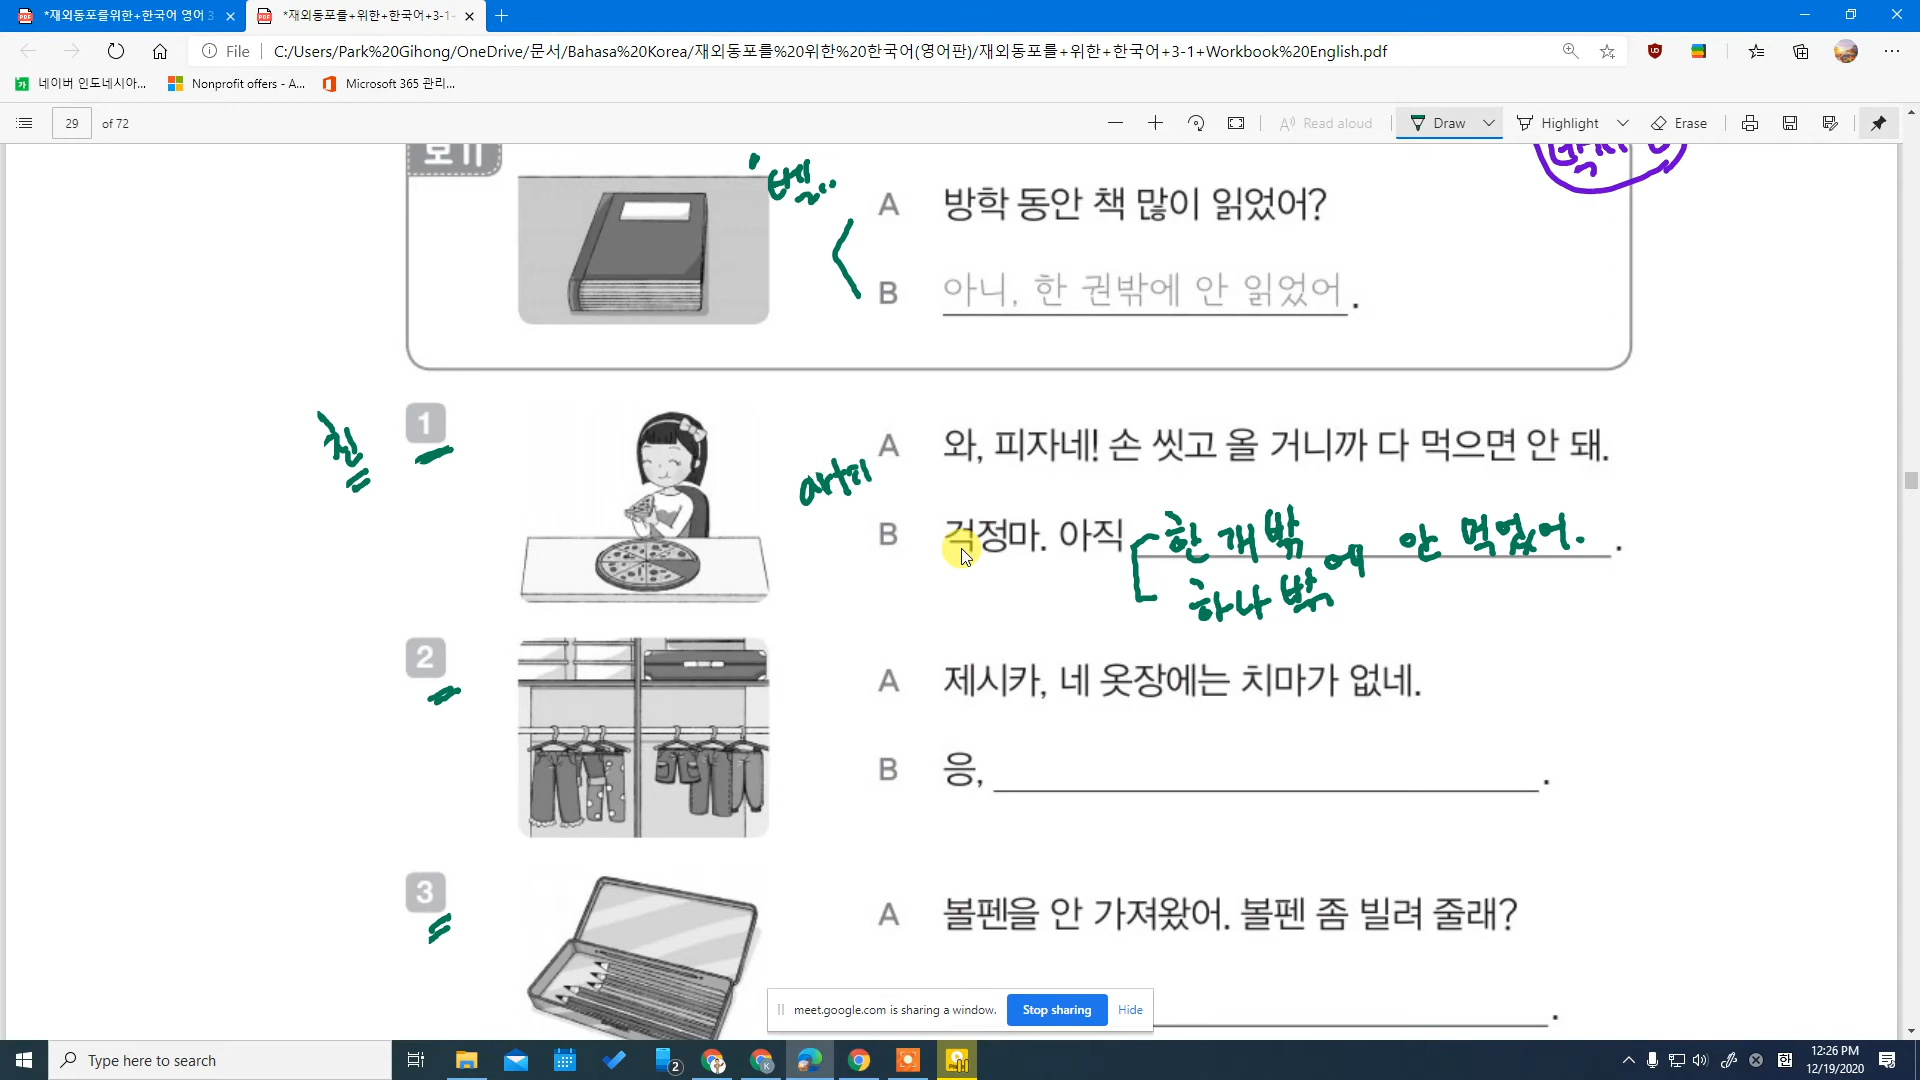 *재외동포를위한+한국어 영어 3
*재외동포를+위한+한국어+3-1-
File
C:/Users/Park%20Gihong/OneDrive/문서/Bahasa%20Korea/재외동포를%20위한%20한국어(영어판)/재외동포를+위한+한국어+3-1+Workbook%20English.pdf
네이버 인도네시아...
Nonprofit offers - A...
Microsoft 365 관리...
29 of 72
Read aloud
Draw
Highlight
Erase
보기
A 방학 동안 책 많이 읽었어?
B 아니, 한 권밖에 안 읽었어.
1
A 와, 피자네! 손 씻고 올 거니까 다 먹으면 안 돼.
B 걱정마. 아직 한 개밖 에 안 먹었어.
하나밖
2
A 제시카, 네 옷장에는 치마가 없네.
B 응, .
3
A 볼펜을 안 가져왔어. 볼펜 좀 빌려 줄래?
meet.google.com is sharing a window.
Stop sharing
Hide
Type here to search
2
K
한
12:26 PM
12/19/2020